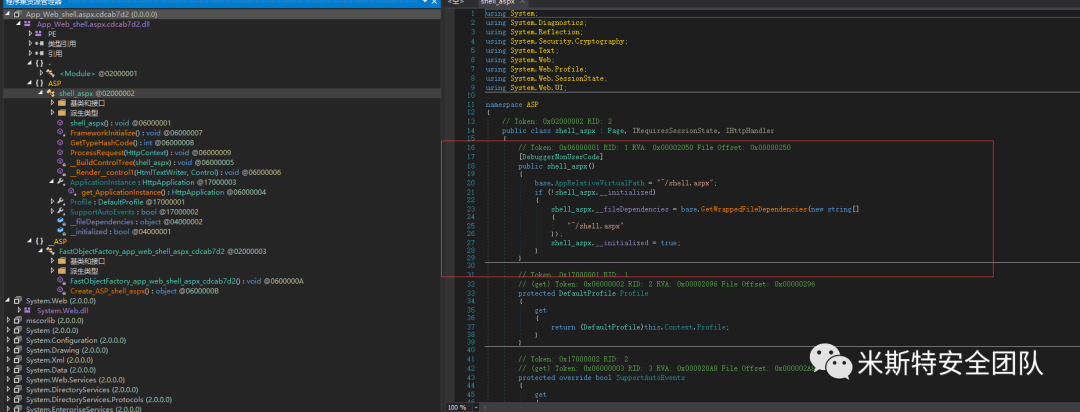 程序集资源管理器
App_Web_shell.aspx.cdcab7d2 (0.0.0.0)
App_Web_shell.aspx.cdcab7d2.dll
PE
类型引用
引用
{ } -
<Module> @02000001
{ } ASP
shell_aspx @02000002
基类和接口
派生类型
shell_aspx() : void @06000001
FrameworkInitialize() : void @06000007
GetTypeHashCode() : int @06000008
ProcessRequest(HttpContext) : void @06000009
__BuildControlTree(shell_aspx) : void @06000005
__Render__control1(HtmlTextWriter, Control) : void @06000006
ApplicationInstance : HttpApplication @17000003
get_ApplicationInstance() : HttpApplication @06000004
Profile : DefaultProfile @17000001
SupportAutoEvents : bool @17000002
__fileDependencies : object @04000002
__initialized : bool @04000001
{ } __ASP
FastObjectFactory_app_web_shell_aspx_cdcab7d2 @02000003
基类和接口
派生类型
FastObjectFactory_app_web_shell_aspx_cdcab7d2() : void @0600000A
Create_ASP_shell_aspx() : object @0600000B
System.Web (2.0.0.0)
System.Web.dll
mscorlib (2.0.0.0)
System (2.0.0.0)
System.Configuration (2.0.0.0)
System.Drawing (2.0.0.0)
System.Xml (2.0.0.0)
System.Data (2.0.0.0)
System.Web.Services (2.0.0.0)
System.DirectoryServices (2.0.0.0)
System.DirectoryServices.Protocols (2.0.0.0)
System.EnterpriseServices (2.0.0.0)
shell_aspx
1 using System;
2 using System.Diagnostics;
3 using System.Reflection;
4 using System.Security.Cryptography;
5 using System.Text;
6 using System.Web;
7 using System.Web.Profile;
8 using System.Web.SessionState;
9 using System.Web.UI;
10
11 namespace ASP
12 {
13 // Token: 0x02000002 RID: 2
14 public class shell_aspx : Page, IRequiresSessionState, IHttpHandler
15 {
16 // Token: 0x06000001 RID: 1 RVA: 0x00002050 File Offset: 0x00000250
17 [DebuggerNonUserCode]
18 public shell_aspx()
19 {
20 base.AppRelativeVirtualPath = "~/shell.aspx";
21 if (!shell_aspx.__initialized)
22 {
23 shell_aspx.__fileDependencies = base.GetWrappedFileDependencies(new string[]
24 {
25 "~/shell.aspx"
26 });
27 shell_aspx.__initialized = true;
28 }
29 }
30
31 // Token: 0x17000001 RID: 1
32 // (get) Token: 0x06000002 RID: 2 RVA: 0x00002096 File Offset: 0x00000296
33 protected DefaultProfile Profile
34 {
35 get
36 {
37 return (DefaultProfile)this.Context.Profile;
38 }
39 }
40
41 // Token: 0x17000002 RID: 2
42 // (get) Token: 0x06000003 RID: 3 RVA: 0x000020A8 File Offset: 0x000002A8
43 protected override bool SupportAutoEvents
44 {
45 get
100 %
米斯特安全团队